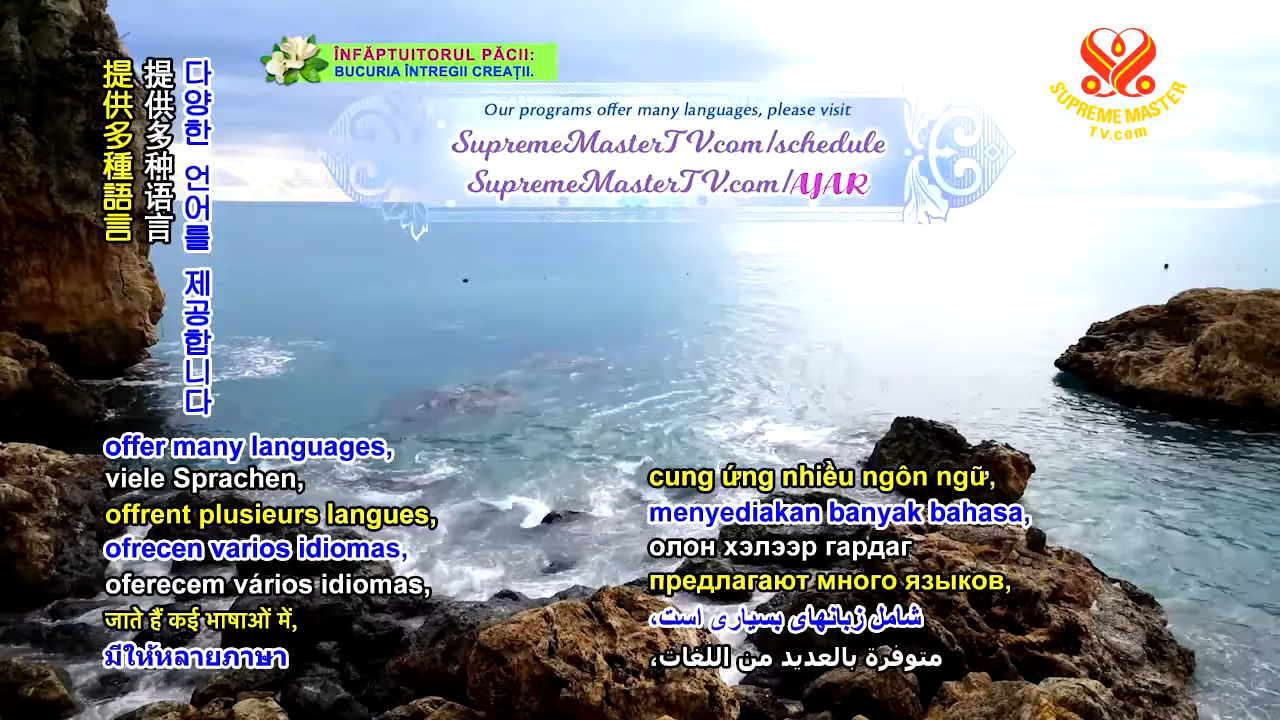 ÎNFĂPTUITORUL PĂCII:
BUCURIA ÎNTREGII CREAȚII.
SUPREME MASTER
TV.com
Our programs offer many languages, please visit
SupremeMasterTV.com/schedule
SupremeMasterTV.com/AJAR
提供多種語言
提供多种语言
다양한 언어를 제공합니다
offer many languages,
viele Sprachen,
offrent plusieurs langues,
ofrecen varios idiomas,
oferecem vários idiomas,
जाते हैं कई भाषाओं में,
มีให้หลายภาษา
cung ứng nhiều ngôn ngữ,
menyediakan banyak bahasa,
олон хэлээр гардаг
предлагают много языков,
شامل زبانهای بسیاری است،
متوفرة بالعديد من اللغات،